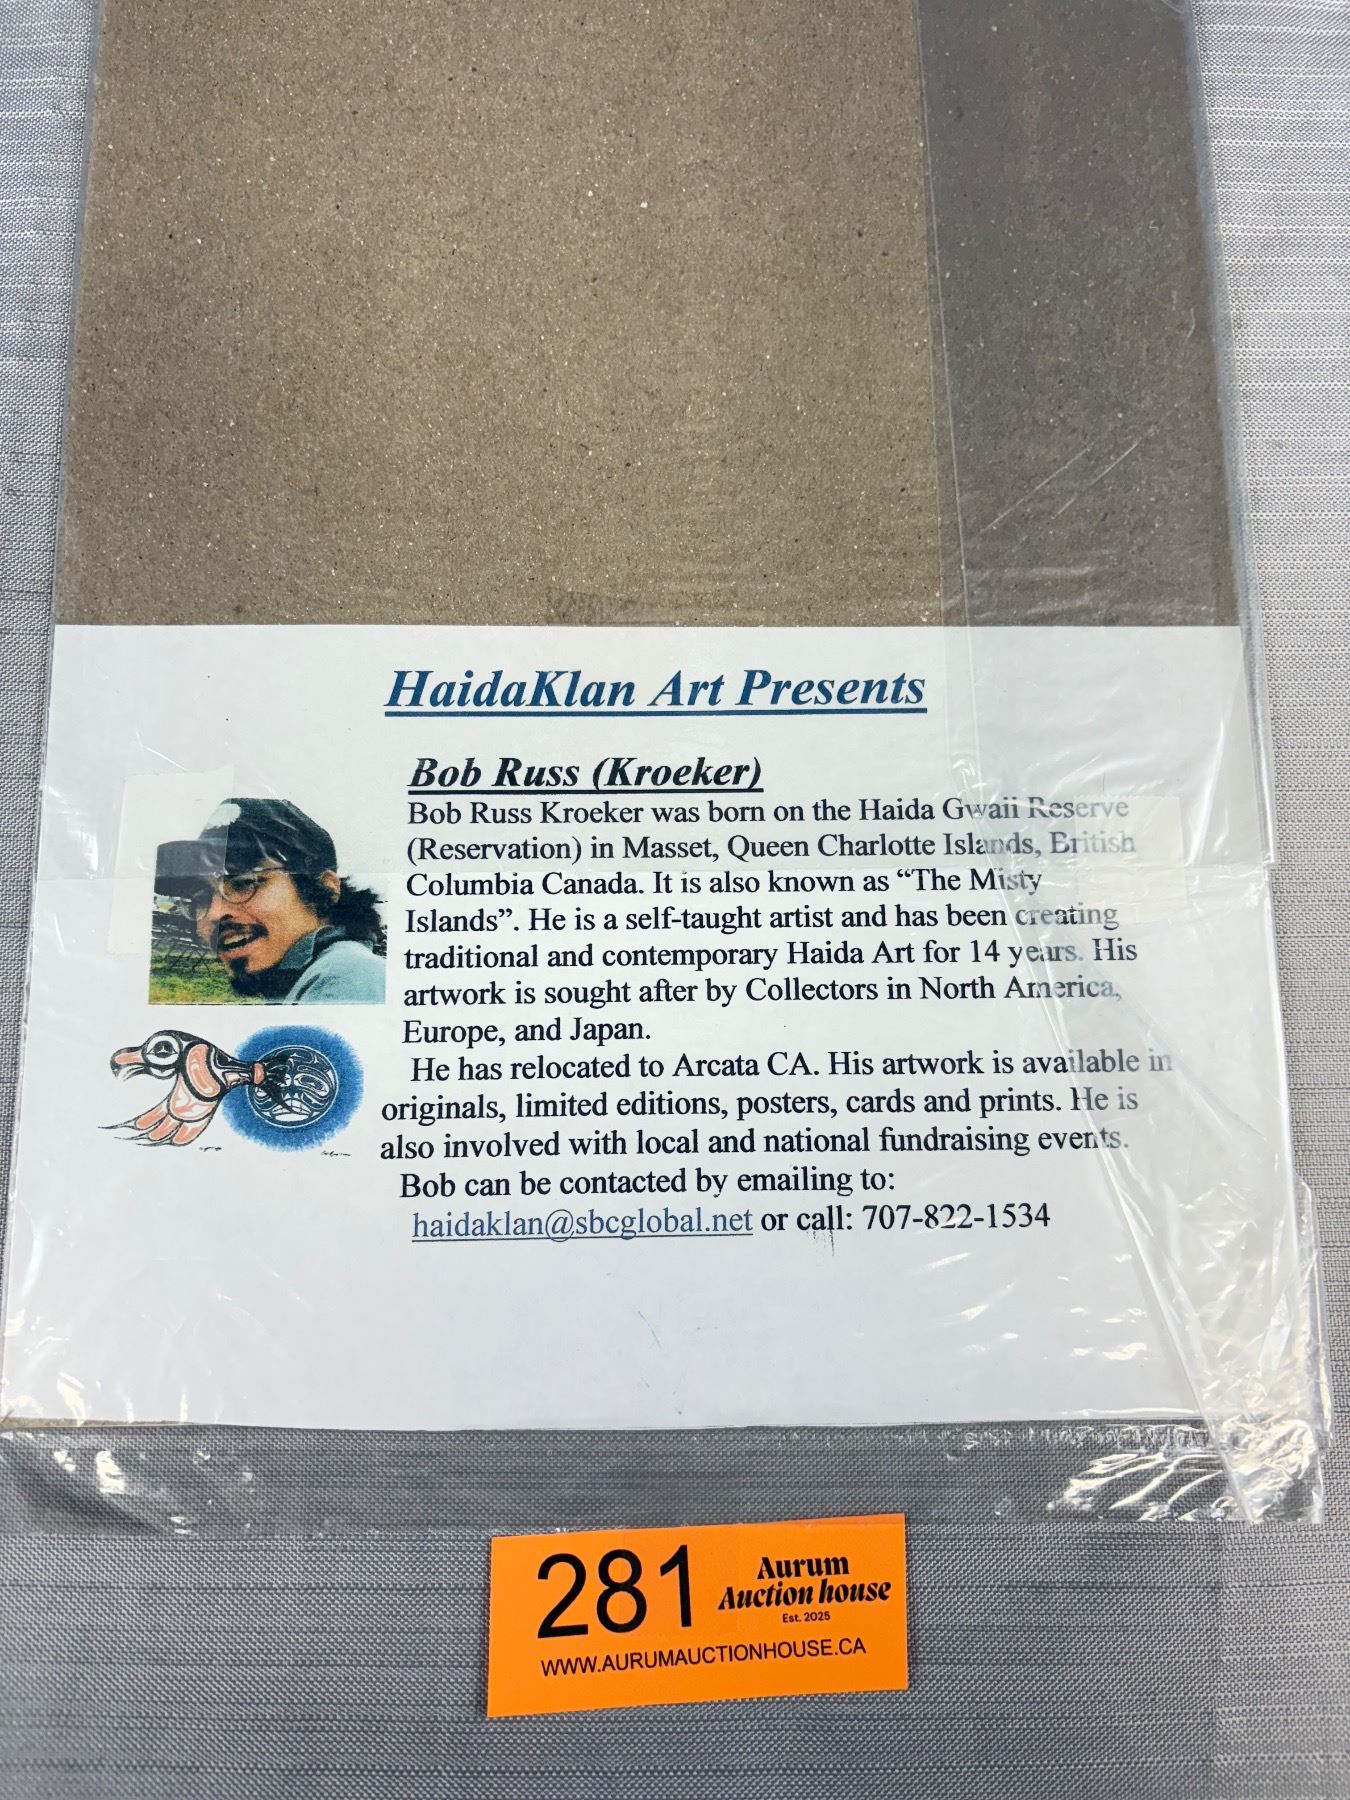 HaidaKlan Art Presents
Bob Russ (Kroeker)
Bob Russ Kroeker was born on the Haida Gwaii Reserve
(Reservation) in Masset, Queen Charlotte Islands, British
Columbia Canada. It is also known as “The Misty
Islands”. He is a self-taught artist and has been creating
traditional and contemporary Haida Art for 14 years. His
artwork is sought after by Collectors in North America,
Europe, and Japan.
He has relocated to Arcata CA. His artwork is available in
originals, limited editions, posters, cards and prints. He is
also involved with local and national fundraising events.
Bob can be contacted by emailing to:
haidaklan@sbcglobal.net or call: 707-822-1534
281
Aurum
Auction house
Est. 2025
WWW.AURUMAUCTIONHOUSE.CA